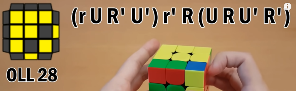 (r U R' U') r' R (U R U' R')
OLL 28